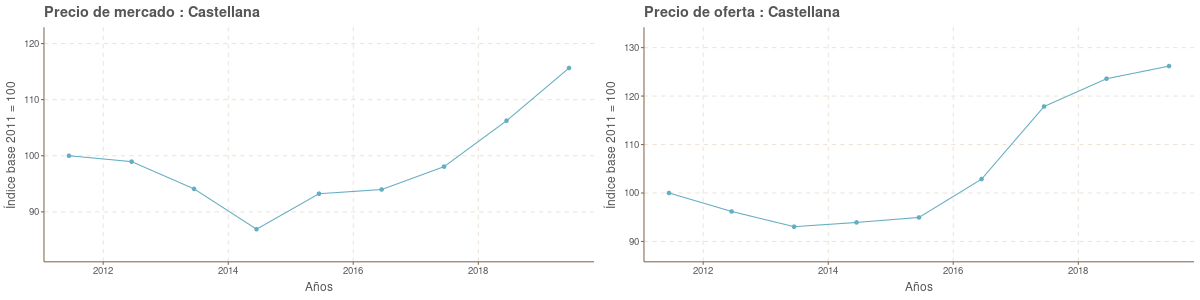 Precio de mercado : Castellana
Índice base 2011 = 100
120
110
100
90
2012
2014
2016
2018
Años
Precio de oferta : Castellana
Índice base 2011 = 100
130
120
110
100
90
2012
2014
2016
2018
Años